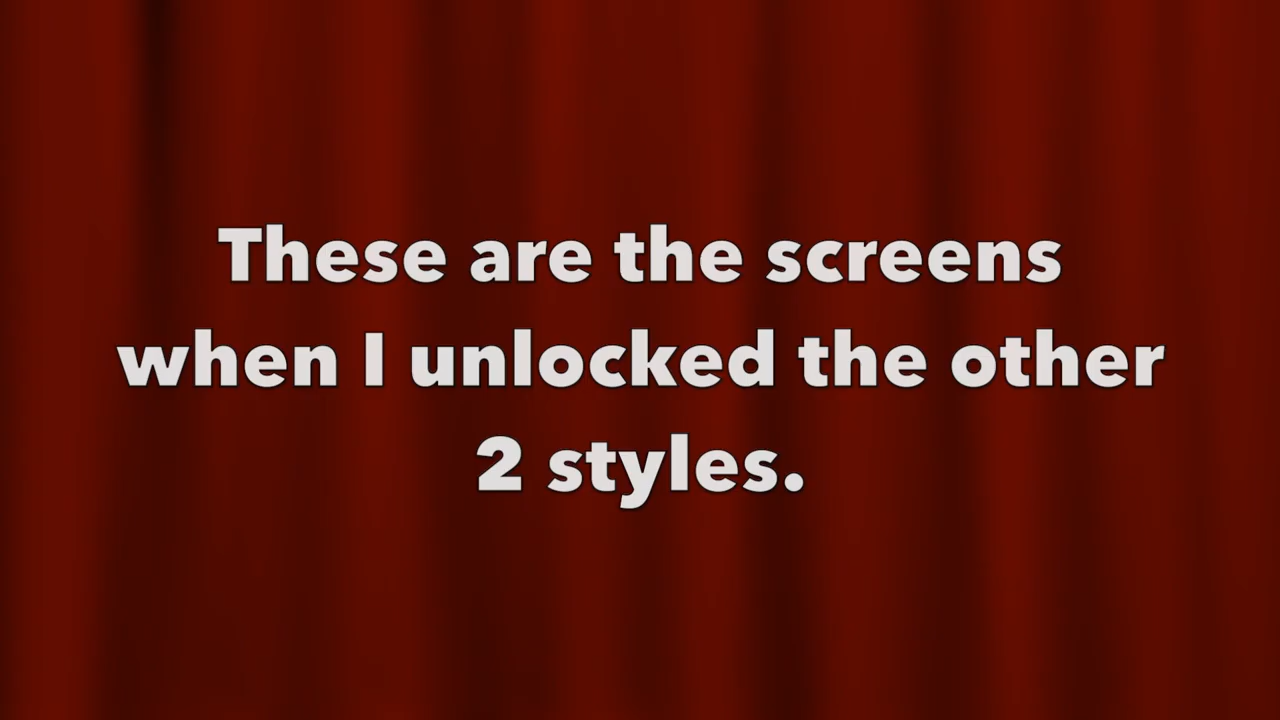 These are the screens
when I unlocked the other
2 styles.